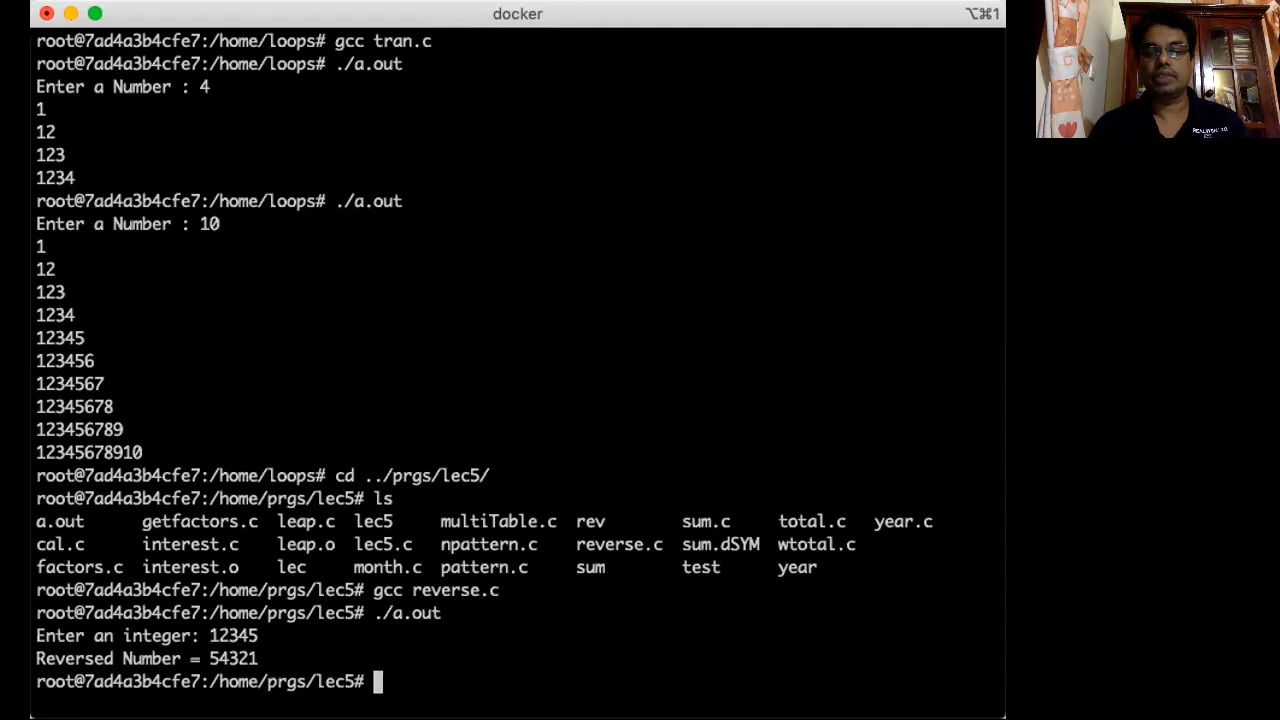 docker
⌥⌘1
root@7ad4a3b4cfe7:/home/loops# gcc tran.c
root@7ad4a3b4cfe7:/home/loops# ./a.out
Enter a Number : 4
1
12
123
1234
root@7ad4a3b4cfe7:/home/loops# ./a.out
Enter a Number : 10
1
12
123
1234
12345
123456
1234567
12345678
123456789
12345678910
root@7ad4a3b4cfe7:/home/loops# cd ../prgs/lec5/
root@7ad4a3b4cfe7:/home/prgs/lec5# ls
a.out getfactors.c leap.c lec5 multiTable.c rev sum.c total.c year.c
cal.c interest.c leap.o lec5.c npattern.c reverse.c sum.dSYM wtotal.c
factors.c interest.o lec month.c pattern.c sum test year
root@7ad4a3b4cfe7:/home/prgs/lec5# gcc reverse.c
root@7ad4a3b4cfe7:/home/prgs/lec5# ./a.out
Enter an integer: 12345
Reversed Number = 54321
root@7ad4a3b4cfe7:/home/prgs/lec5#